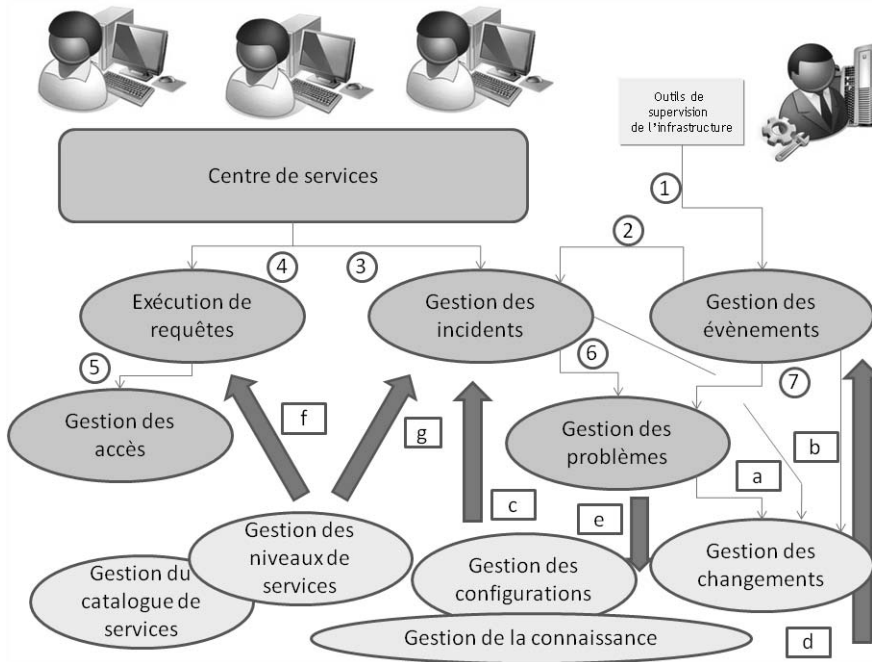 Outils de
supervision
de l'infrastructure
Centre de services
1
2
4
3
Exécution de
requêtes
Gestion des
incidents
Gestion des
évènements
5
6
7
Gestion des
accès
f
g
Gestion des
problèmes
a
b
c
e
Gestion des
niveaux de
services
Gestion du
catalogue de
services
Gestion des
configurations
Gestion des
changements
Gestion de la connaissance
d